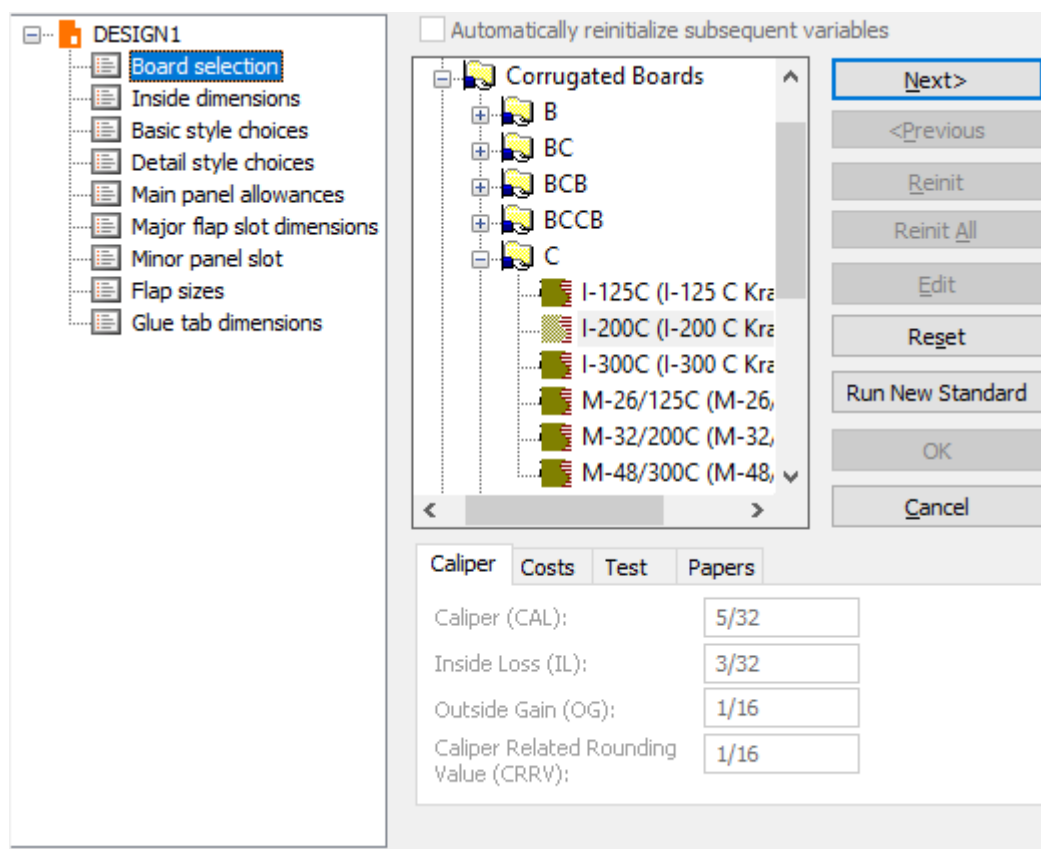 DESIGN1
Board selection
Inside dimensions
Basic style choices
Detail style choices
Main panel allowances
Major flap slot dimensions
Minor panel slot
Flap sizes
Glue tab dimensions
Automatically reinitialize subsequent variables
Corrugated Boards
B
BC
BCB
BCCB
C
I-125C (I-125 C Kra
I-200C (I-200 C Kra
I-300C (I-300 C Kra
M-26/125C (M-26/
M-32/200C (M-32/
M-48/300C (M-48/
Next>
<Previous
Reinit
Reinit All
Edit
Reset
Run New Standard
OK
Cancel
Caliper Costs Test Papers
Caliper (CAL): 5/32
Inside Loss (IL): 3/32
Outside Gain (OG): 1/16
Caliper Related Rounding
Value (CRRV): 1/16